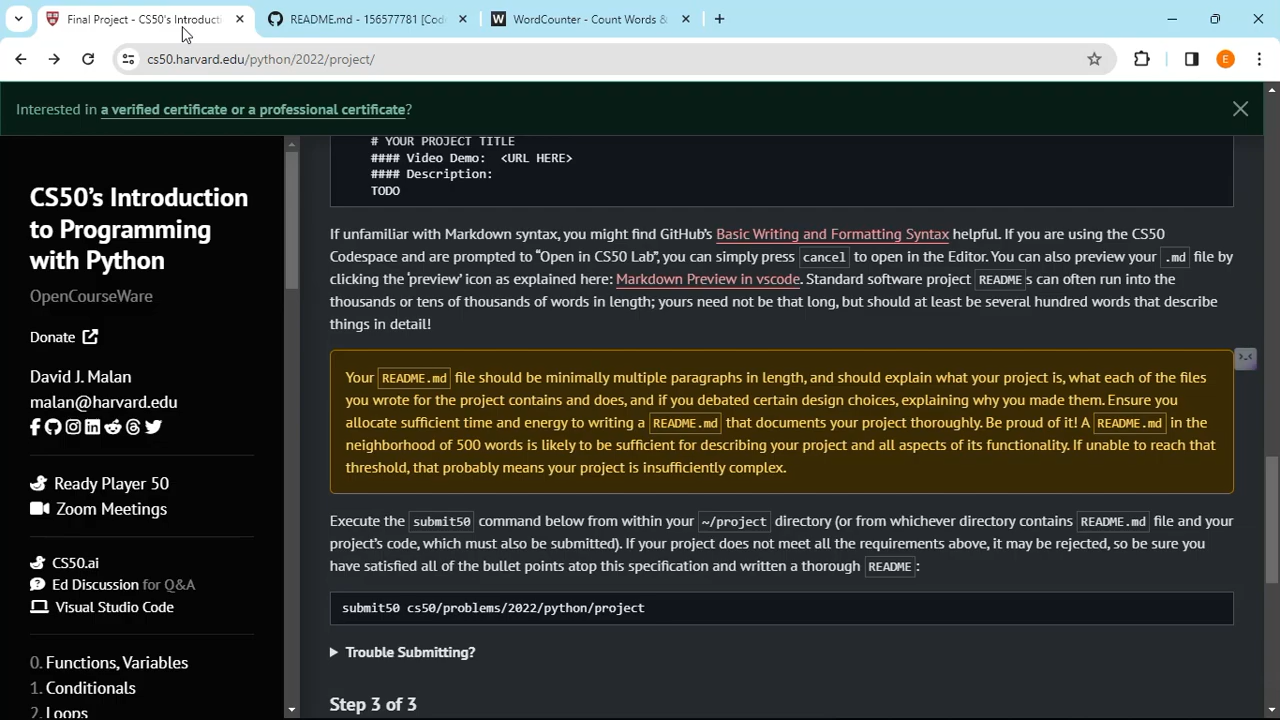 Final Project - CS50's Introducti
README.md - 156577781 [Cod
WordCounter - Count Words &
cs50.harvard.edu/python/2022/project/
E
Interested in a verified certificate or a professional certificate?
CS50's Introduction
to Programming
with Python
OpenCourseWare
Donate
David J. Malan
malan@harvard.edu
Ready Player 50
Zoom Meetings
CS50.ai
Ed Discussion for Q&A
Visual Studio Code
0. Functions, Variables
1. Conditionals
2. Loops
# YOUR PROJECT TITLE
#### Video Demo:  <URL HERE>
#### Description:
TODO
If unfamiliar with Markdown syntax, you might find GitHub's Basic Writing and Formatting Syntax helpful. If you are using the CS50
Codespace and are prompted to “Open in CS50 Lab”, you can simply press cancel to open in the Editor. You can also preview your .md file by
clicking the ‘preview’ icon as explained here: Markdown Preview in vscode. Standard software project READMEs can often run into the
thousands or tens of thousands of words in length; yours need not be that long, but should at least be several hundred words that describe
things in detail!
Your README.md file should be minimally multiple paragraphs in length, and should explain what your project is, what each of the files
you wrote for the project contains and does, and if you debated certain design choices, explaining why you made them. Ensure you
allocate sufficient time and energy to writing a README.md that documents your project thoroughly. Be proud of it! A README.md in the
neighborhood of 500 words is likely to be sufficient for describing your project and all aspects of its functionality. If unable to reach that
threshold, that probably means your project is insufficiently complex.
Execute the submit50 command below from within your ~/project directory (or from whichever directory contains README.md file and your
project's code, which must also be submitted). If your project does not meet all the requirements above, it may be rejected, so be sure you
have satisfied all of the bullet points atop this specification and written a thorough README:
submit50 cs50/problems/2022/python/project
Trouble Submitting?
Step 3 of 3